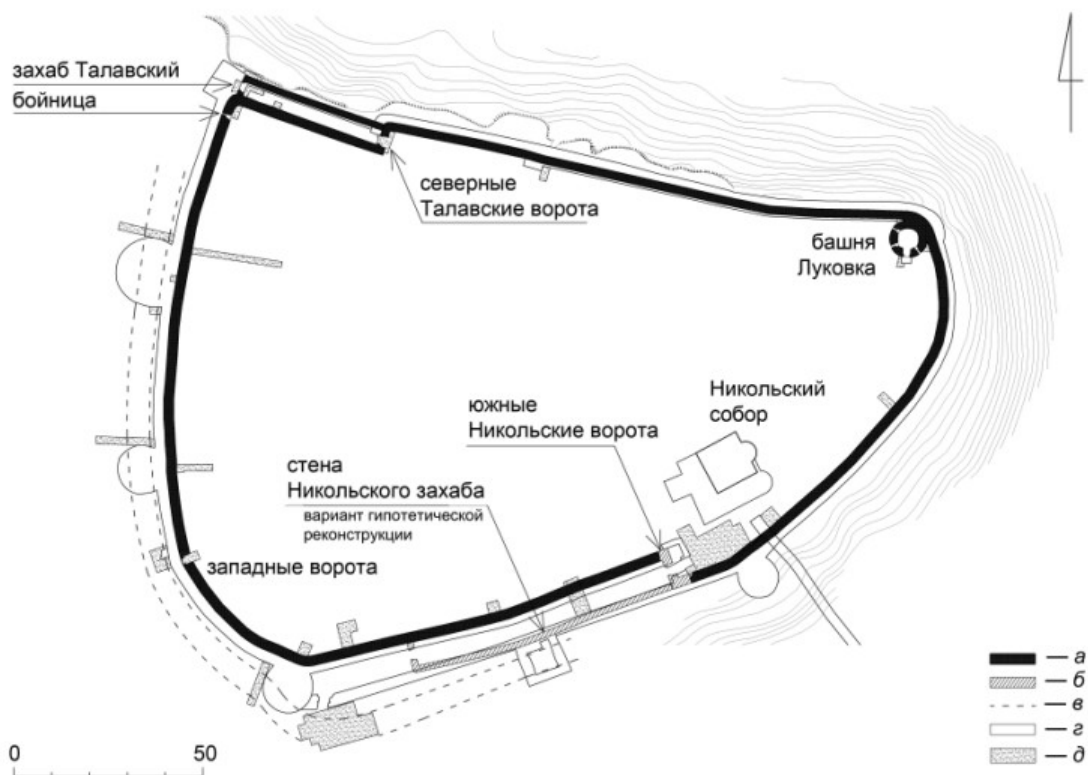 захаб Талавский
бойница
северные
Талавские ворота
башня
Луковка
Никольский
собор
южные
Никольские ворота
стена
Никольского захаба
вариант гипотетической
реконструкции
западные ворота
— а
— б
— в
— г
— д
0 50